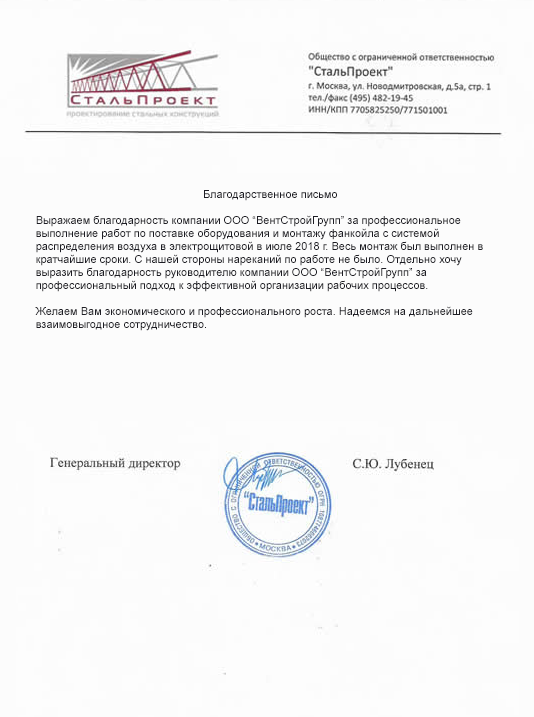 СтальПроект
проектирование стальных конструкций
Общество с ограниченной ответственностью
"СтальПроект"
г. Москва, ул. Новодмитровская, д.5а, стр. 1
тел./факс (495) 482-19-45
ИНН/КПП 7705825250/771501001
Благодарственное письмо
Выражаем благодарность компании ООО “ВентСтройГрупп” за профессиональное
выполнение работ по поставке оборудования и монтажу фанкойла с системой
распределения воздуха в электрощитовой в июле 2018 г. Весь монтаж был выполнен в
кратчайшие сроки. С нашей стороны нареканий по работе не было. Отдельно хочу
выразить благодарность руководителю компании ООО “ВентСтройГрупп” за
профессиональный подход к эффективной организации рабочих процессов.
Желаем Вам экономического и профессионального роста. Надеемся на дальнейшее
взаимовыгодное сотрудничество.
Генеральный директор
С.Ю. Лубенец
ОБЩЕСТВО С ОГРАНИЧЕННОЙ ОТВЕТСТВЕННОСТЬЮ ОГРН
"СтальПроект"
* МОСКВА *